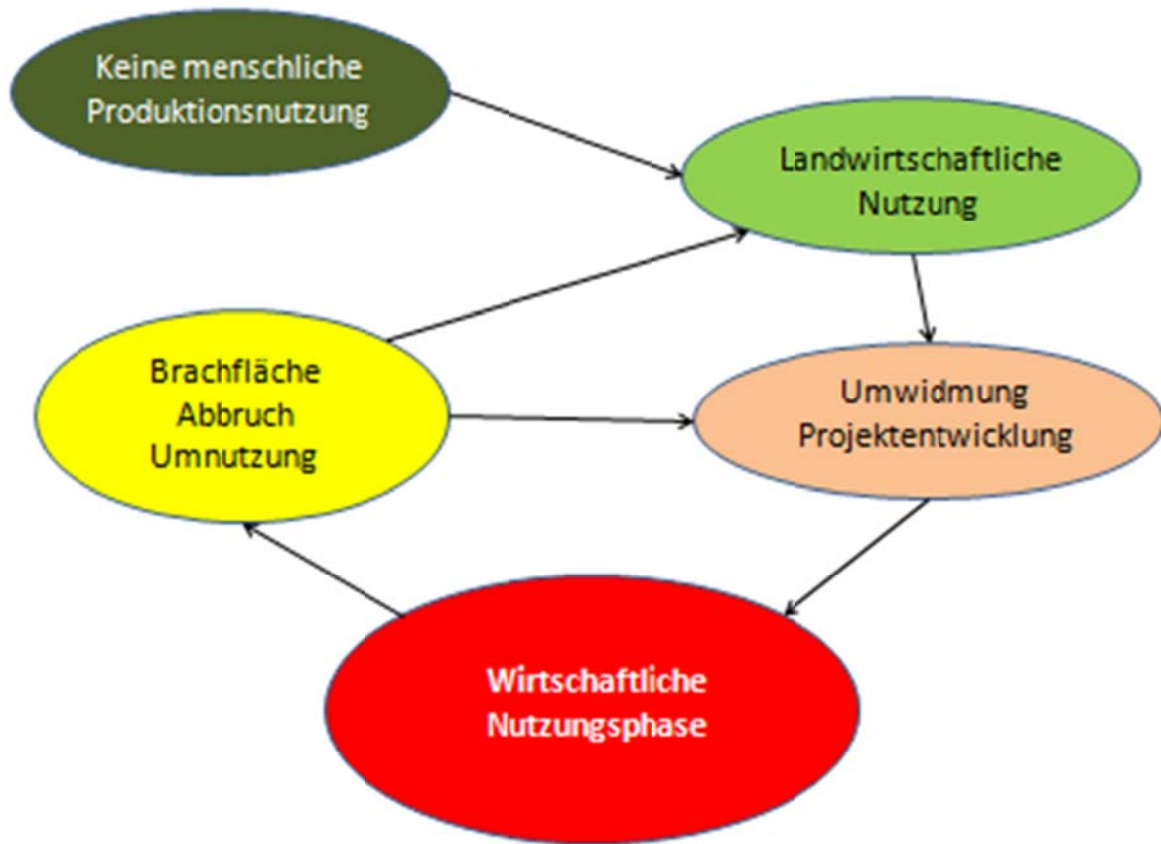 Keine menschliche
Produktionsnutzung
Landwirtschaftliche
Nutzung
Brachfläche
Abbruch
Umnutzung
Umwidmung
Projektentwicklung
Wirtschaftliche
Nutzungsphase